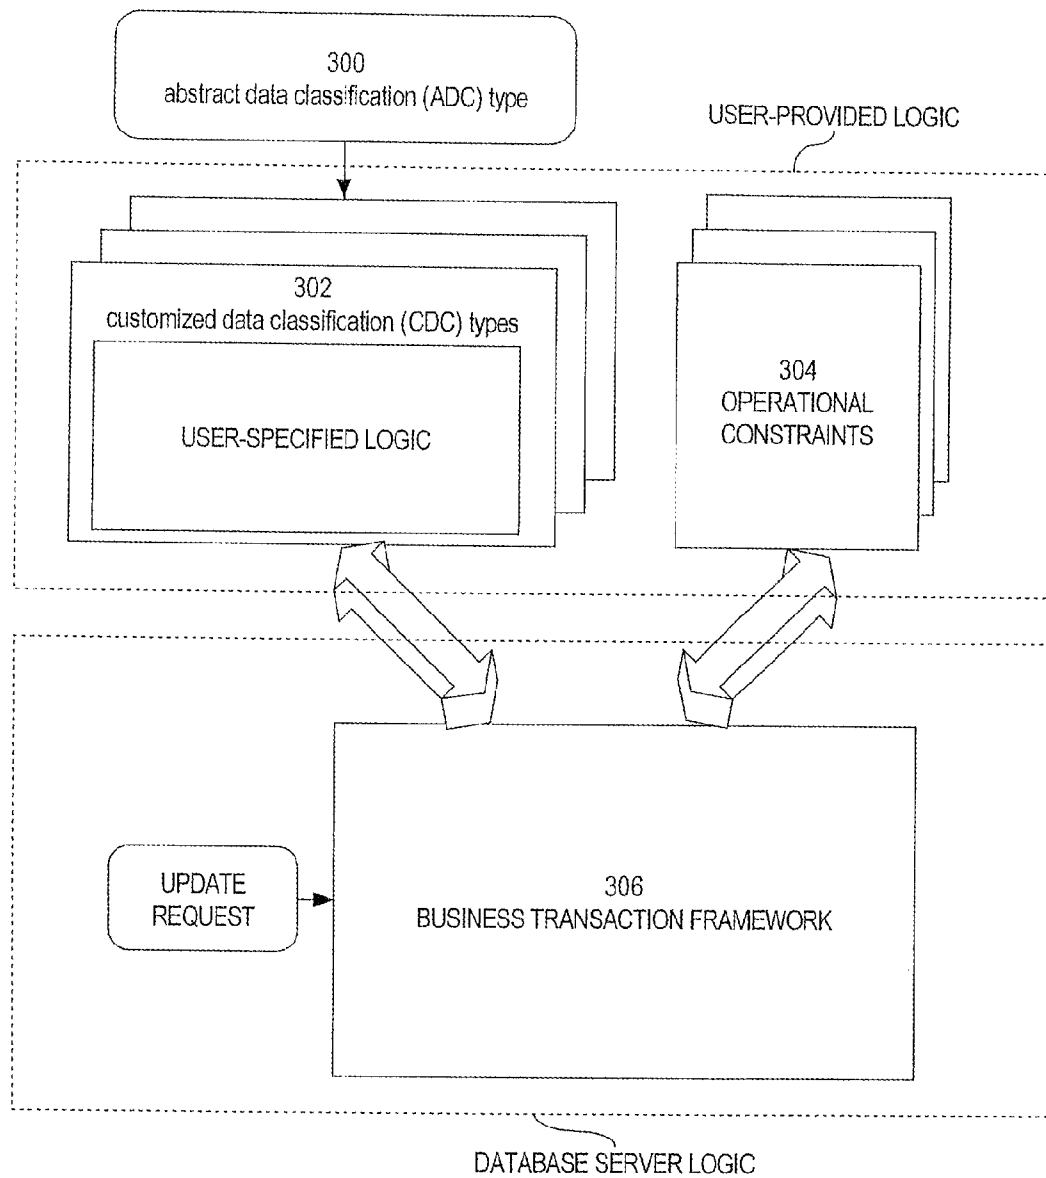 300
abstract data classification (ADC) type
USER-PROVIDED LOGIC
302
customized data classification (CDC) types
USER-SPECIFIED LOGIC
304
OPERATIONAL
CONSTRAINTS
UPDATE
REQUEST
306
BUSINESS TRANSACTION FRAMEWORK
DATABASE SERVER LOGIC